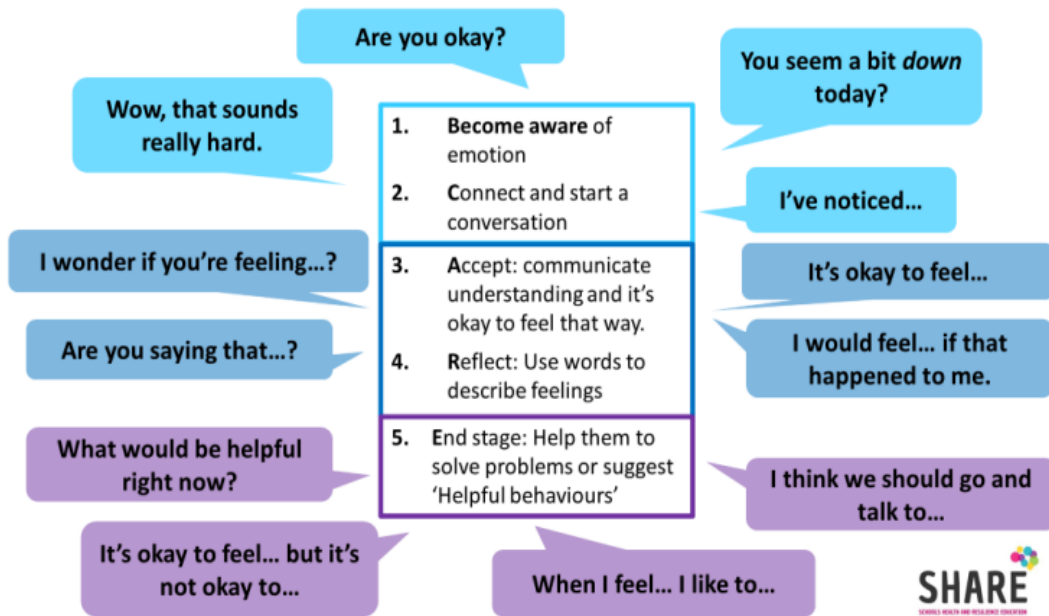 Are you okay?
You seem a bit down
today?
Wow, that sounds
really hard.
1. Become aware of
emotion
2. Connect and start a
conversation
I've noticed...
I wonder if you're feeling...?
3. Accept: communicate
understanding and it's
okay to feel that way.
It's okay to feel...
Are you saying that...?
I would feel... if that
happened to me.
4. Reflect: Use words to
describe feelings
What would be helpful
right now?
5. End stage: Help them to
solve problems or suggest
'Helpful behaviours'
I think we should go and
talk to...
It's okay to feel... but it's
not okay to...
When I feel... I like to...
SHARE
SCHOOLS HEALTH AND RESILIENCE EDUCATION